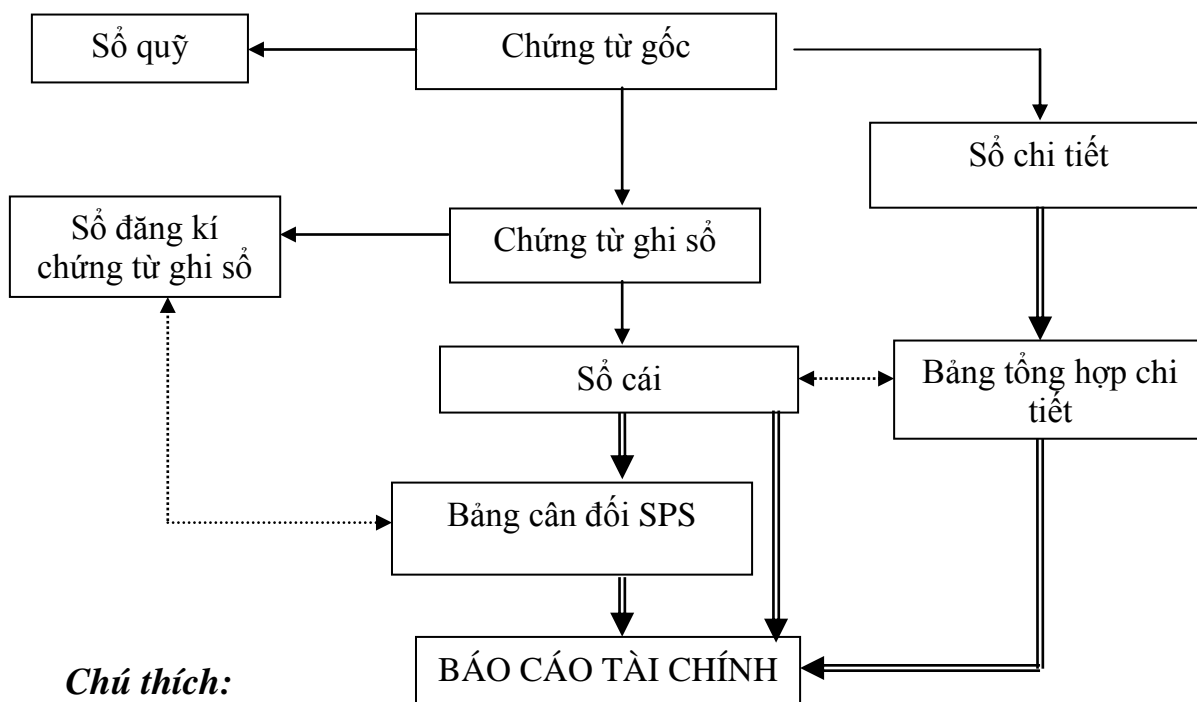 Sổ quỹ
Chứng từ gốc
Sổ chi tiết
Sổ đăng kí
chứng từ ghi sổ
Chứng từ ghi sổ
Sổ cái
Bảng tổng hợp chi
tiết
Bảng cân đối SPS
BÁO CÁO TÀI CHÍNH
Chú thích: